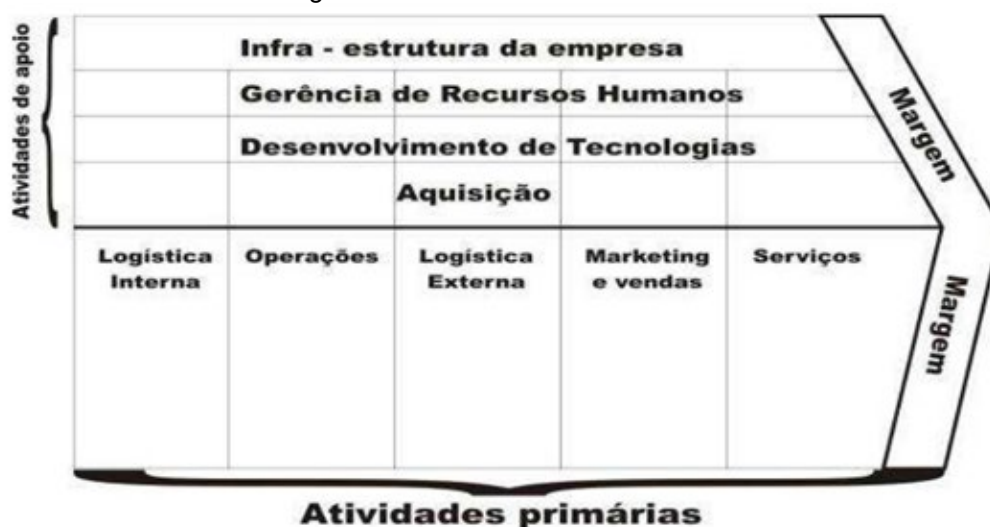 Atividades de apoio
Infra - estrutura da empresa
Gerência de Recursos Humanos
Desenvolvimento de Tecnologias
Aquisição
Margem
Logística
Interna
Operações
Logística
Externa
Marketing
e vendas
Serviços
Margem
Atividades primárias